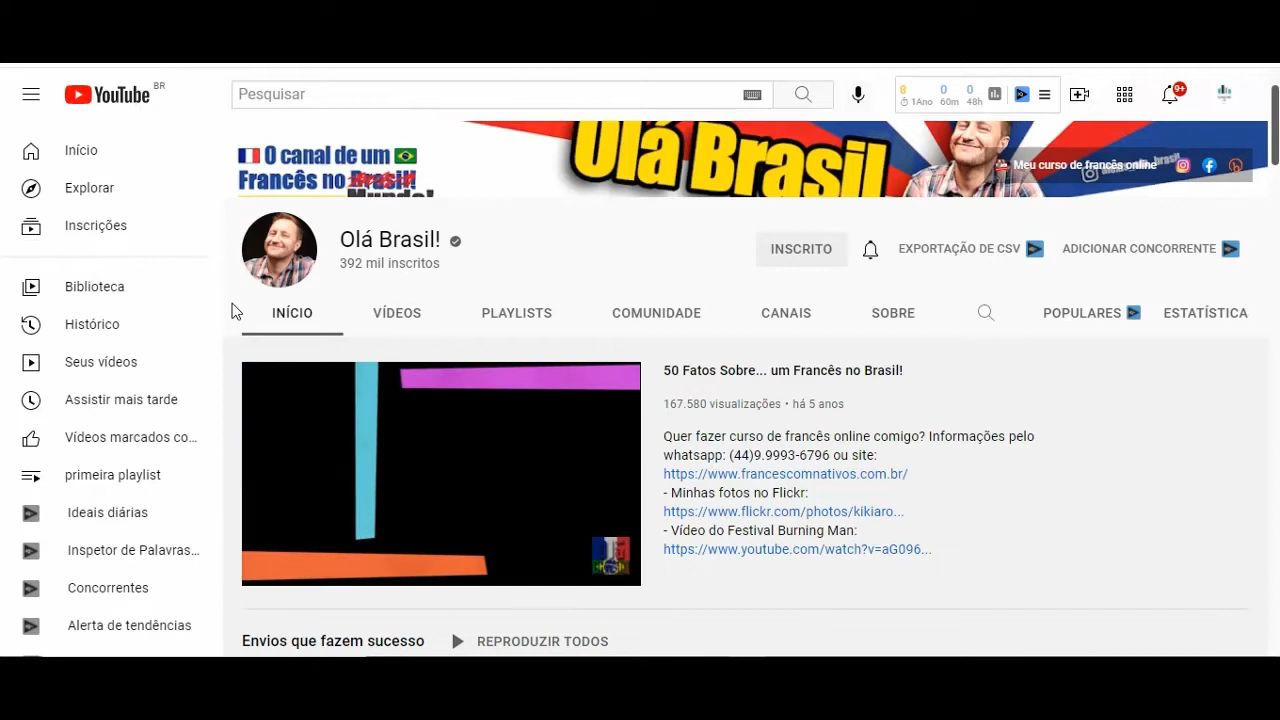 YouTube BR
Pesquisar
8 0 0
1Ano 60m 48h
9+
Início
Explorar
Inscrições
Biblioteca
Histórico
Seus vídeos
Assistir mais tarde
Vídeos marcados co...
primeira playlist
Ideais diárias
Inspetor de Palavras...
Concorrentes
Alerta de tendências
O canal de um
Francês no Brasil!
Mundo!
Olá Brasil
Meu curso de francês online
Olá Brasil!
392 mil inscritos
INSCRITO
EXPORTAÇÃO DE CSV
ADICIONAR CONCORRENTE
INÍCIO VÍDEOS PLAYLISTS COMUNIDADE CANAIS SOBRE POPULARES ESTATÍSTICA
50 Fatos Sobre... um Francês no Brasil!
167.580 visualizações • há 5 anos
Quer fazer curso de francês online comigo? Informações pelo
whatsapp: (44)9.9993-6796 ou site:
https://www.francescomnativos.com.br/
- Minhas fotos no Flickr:
https://www.flickr.com/photos/kikiaro...
- Vídeo do Festival Burning Man:
https://www.youtube.com/watch?v=aG096...
Envios que fazem sucesso
REPRODUZIR TODOS